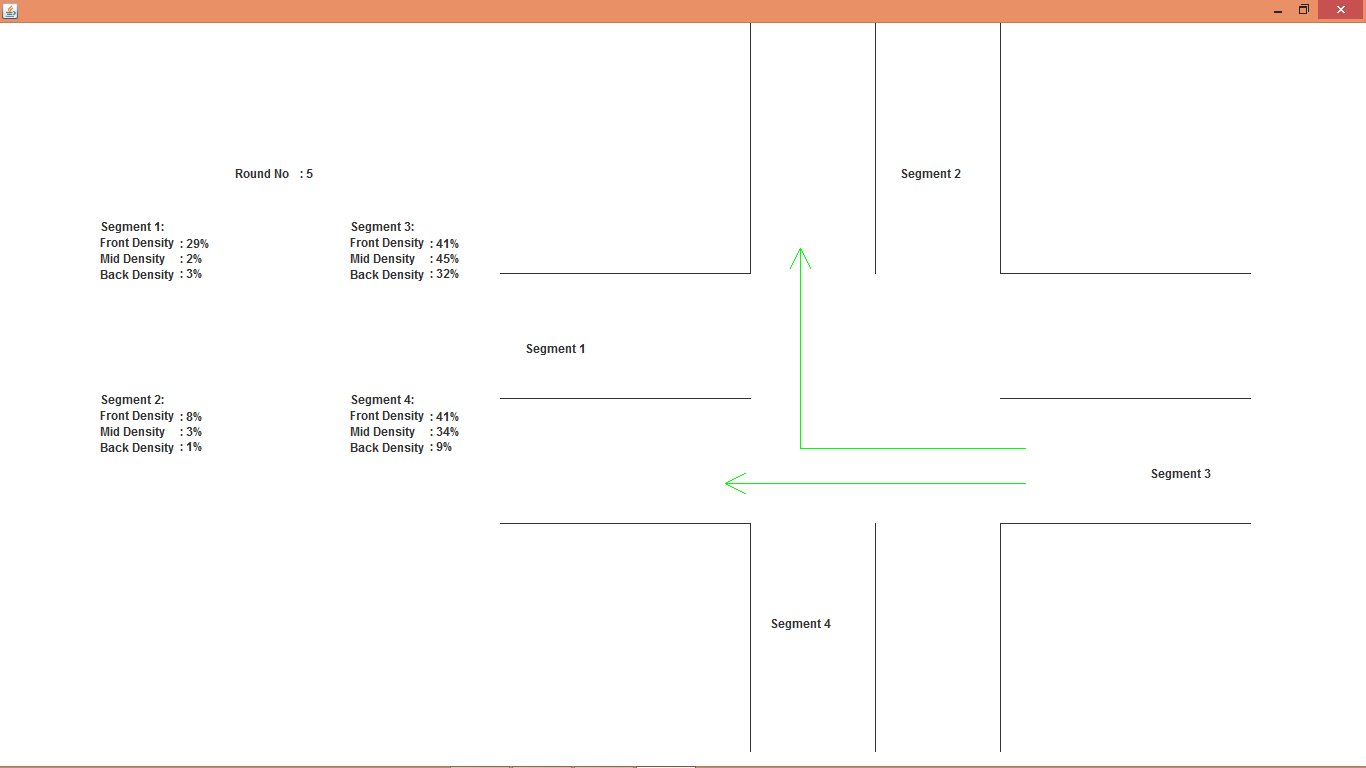 Round No : 5
Segment 2
Segment 1:
Front Density : 29%
Mid Density : 2%
Back Density : 3%
Segment 3:
Front Density : 41%
Mid Density : 45%
Back Density : 32%
Segment 1
Segment 2:
Front Density : 8%
Mid Density : 3%
Back Density : 1%
Segment 4:
Front Density : 41%
Mid Density : 34%
Back Density : 9%
Segment 3
Segment 4